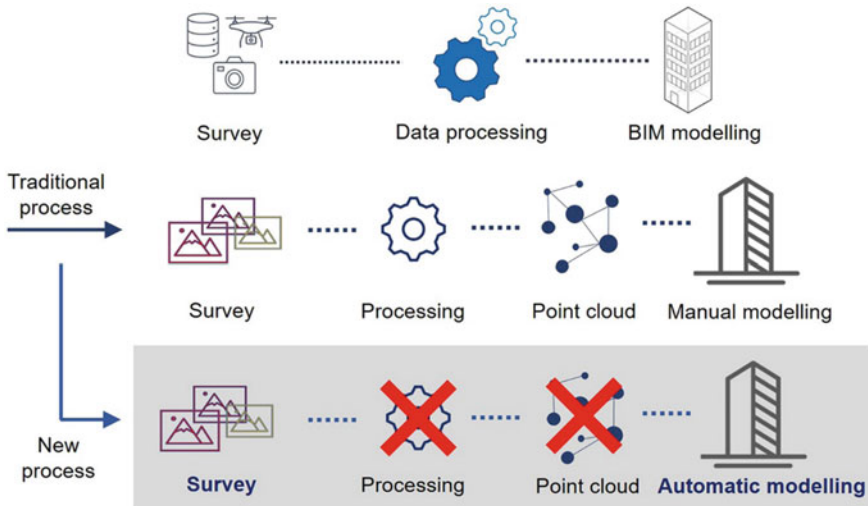 Survey
Data processing
BIM modelling
Traditional
process
Survey
Processing
Point cloud
Manual modelling
New
process
Survey
Processing
Point cloud
Automatic modelling